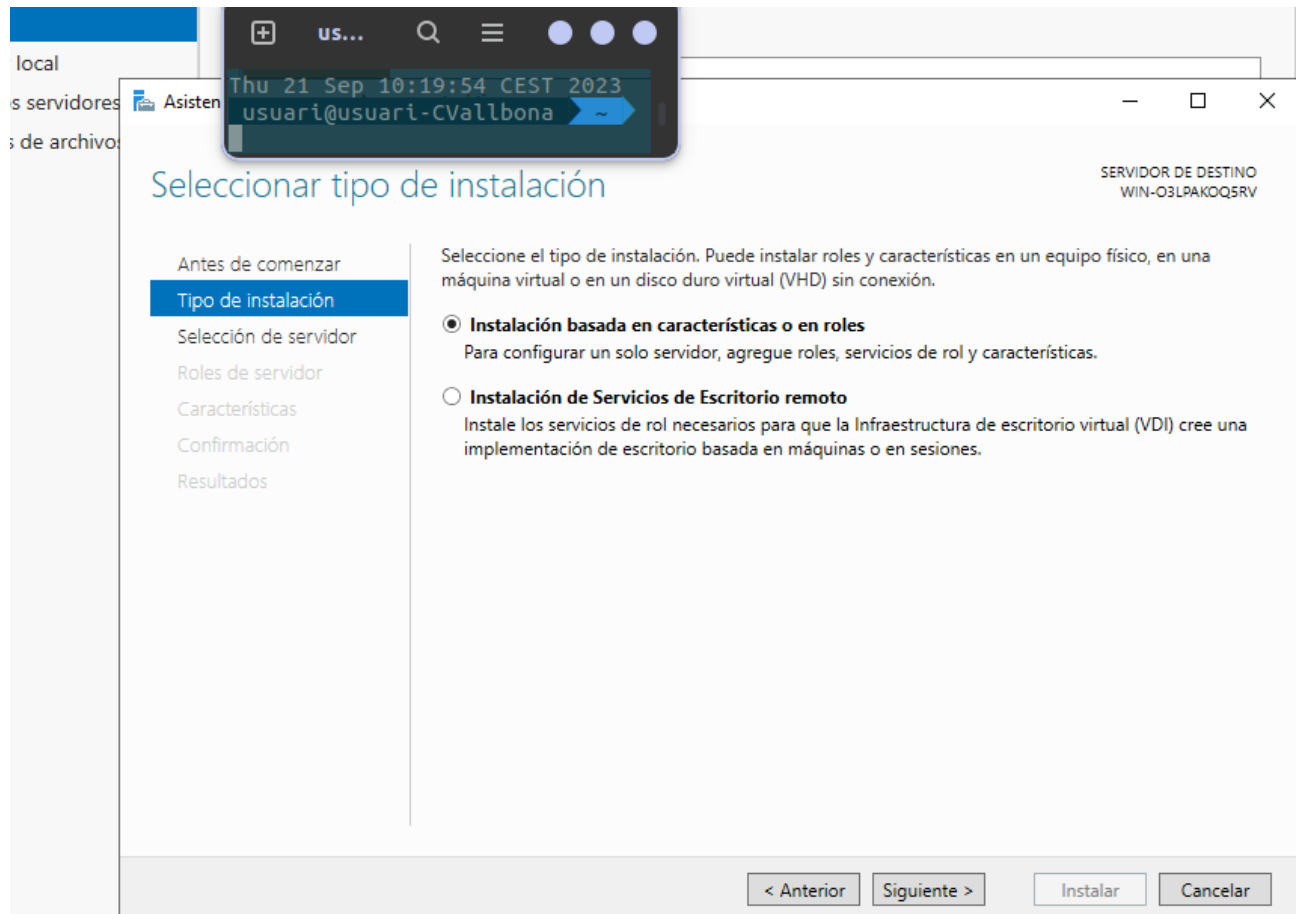 us...
Thu 21 Sep 10:19:54 CEST 2023
usuari@usuari-CVallbona ~
local
s servidores
s de archivos
Asisten
Seleccionar tipo de instalación
SERVIDOR DE DESTINO
WIN-O3LPAKOQ5RV
Antes de comenzar
Tipo de instalación
Selección de servidor
Roles de servidor
Características
Confirmación
Resultados
Seleccione el tipo de instalación. Puede instalar roles y características en un equipo físico, en una
máquina virtual o en un disco duro virtual (VHD) sin conexión.
Instalación basada en características o en roles
Para configurar un solo servidor, agregue roles, servicios de rol y características.
Instalación de Servicios de Escritorio remoto
Instale los servicios de rol necesarios para que la Infraestructura de escritorio virtual (VDI) cree una
implementación de escritorio basada en máquinas o en sesiones.
< Anterior
Siguiente >
Instalar
Cancelar